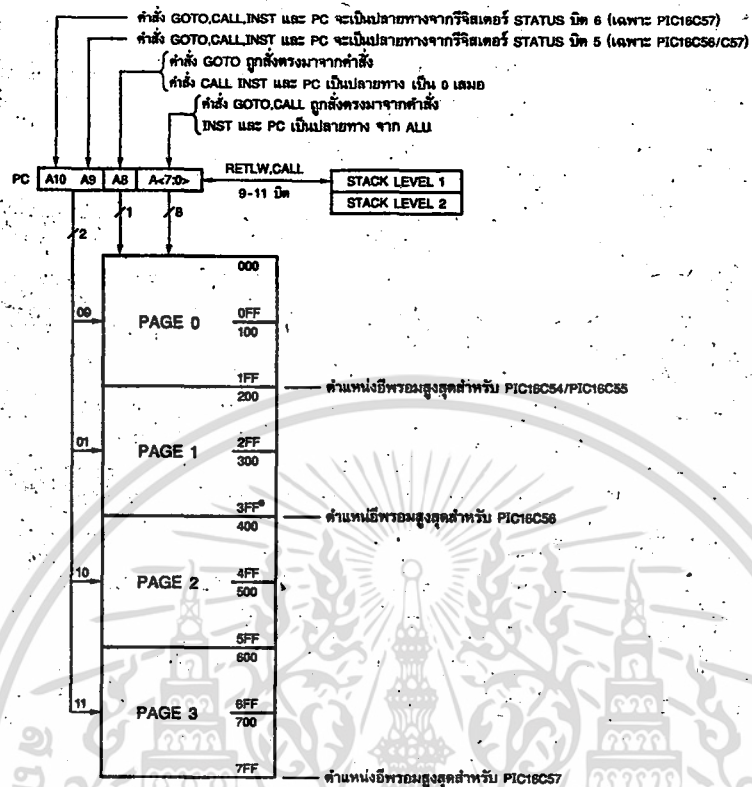 คำสั่ง GOTO,CALL,INST และ PC จะเป็นปลายทางจากรีจิสเตอร์ STATUS บิต 6 (เฉพาะ PIC16C57)
คำสั่ง GOTO,CALL,INST และ PC จะเป็นปลายทางจากรีจิสเตอร์ STATUS บิต 5 (เฉพาะ PIC16C56/C57)
คำสั่ง GOTO ถูกสั่งตรงมาจากคำสั่ง
คำสั่ง CALL INST และ PC เป็นปลายทาง เป็น 0 เสมอ
คำสั่ง GOTO,CALL ถูกสั่งตรงมาจากคำสั่ง
INST และ PC เป็นปลายทาง จาก ALU
PC A10 A9 A8 A<7:0>
RETLW,CALL
9-11 บิต
STACK LEVEL 1
STACK LEVEL 2
2
1
8
000
09
PAGE 0
0FF
100
1FF
200
ตำแหน่งอีพรอมสูงสุดสำหรับ PIC16C54/PIC16C55
01
PAGE 1
2FF
300
3FF
400
ตำแหน่อีพรอมสูงสุดสำหรับ PIC16C56
10
PAGE 2
4FF
500
5FF
600
11
PAGE 3
6FF
700
7FF
ตำแหน่งอีพรอมสูงสุดสำหรับ PIC16C57